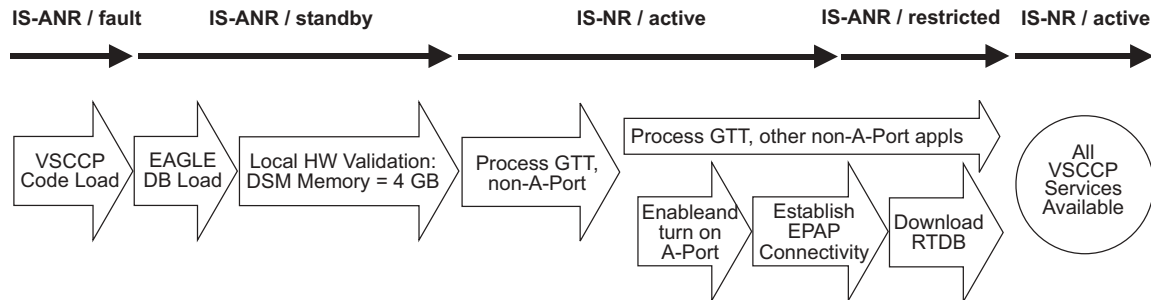 IS-ANR / fault
IS-ANR / standby
IS-NR / active
IS-ANR / restricted
IS-NR / active
VSCCP
Code Load
EAGLE
DB Load
Local HW Validation:
DSM Memory = 4 GB
Process GTT,
non-A-Port
Process GTT, other non-A-Port appls
Enableand
turn on
A-Port
Establish
EPAP
Connectivity
Download
RTDB
All
VSCCP
Services
Available